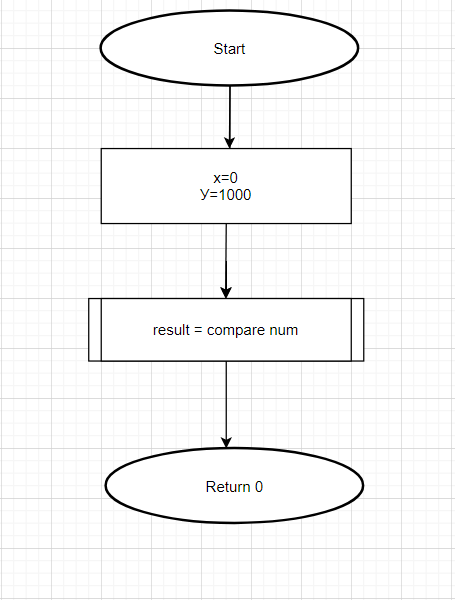 Start
x=0
У=1000
result = compare num
Return 0